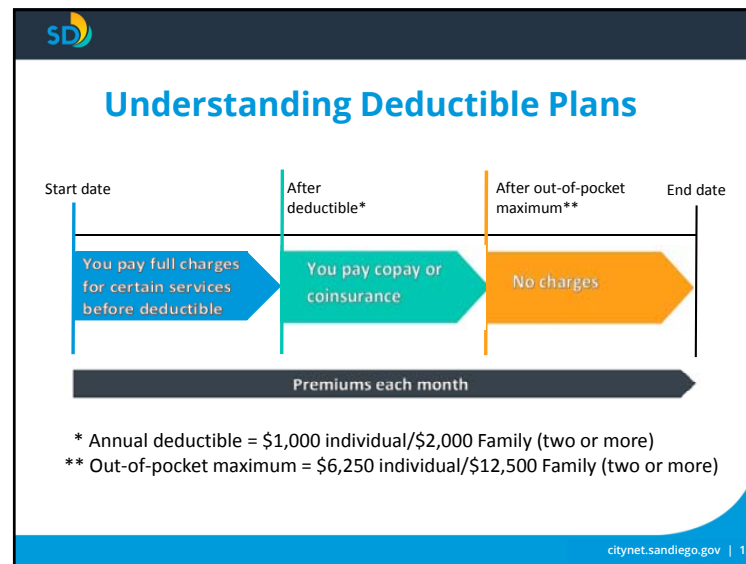 SD
Understanding Deductible Plans
Start date
After
deductible*
After out-of-pocket
maximum**
End date
You pay full charges
for certain services
before deductible
You pay copay or
coinsurance
No charges
Premiums each month
* Annual deductible = $1,000 individual/$2,000 Family (two or more)
** Out-of-pocket maximum = $6,250 individual/$12,500 Family (two or more)
citynet.sandiego.gov | 1